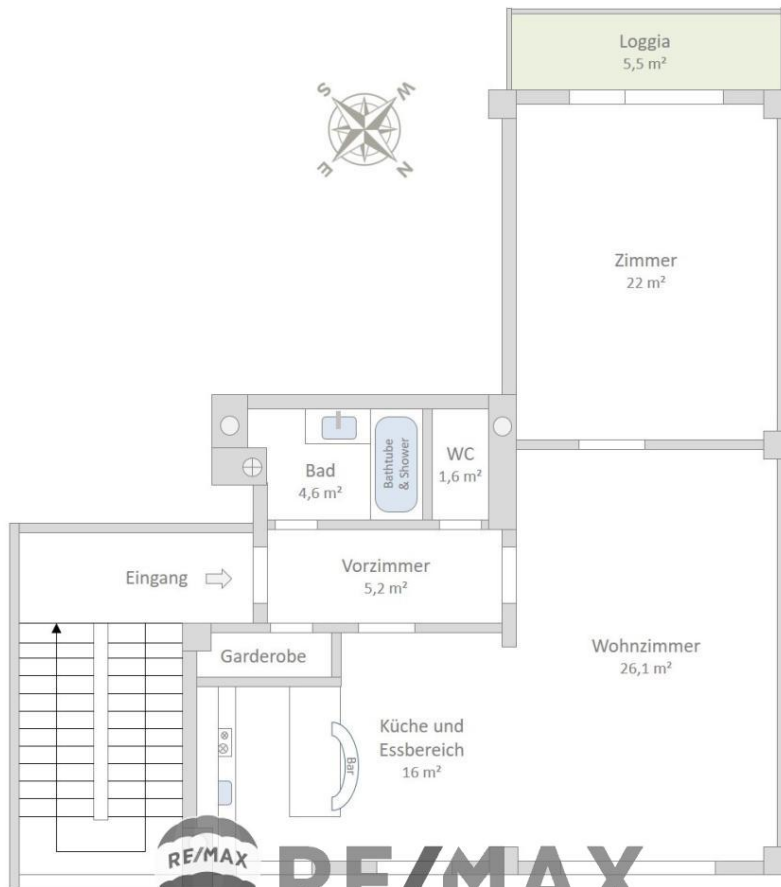 Loggia
5,5 m²
S
W
E
N
Zimmer
22 m²
Bad
4,6 m²
Bathtube
& Shower
WC
1,6 m²
Eingang
Vorzimmer
5,2 m²
Garderobe
Wohnzimmer
26,1 m²
Küche und
Essbereich
16 m²
Bar
RE/MAX
RE/MAX